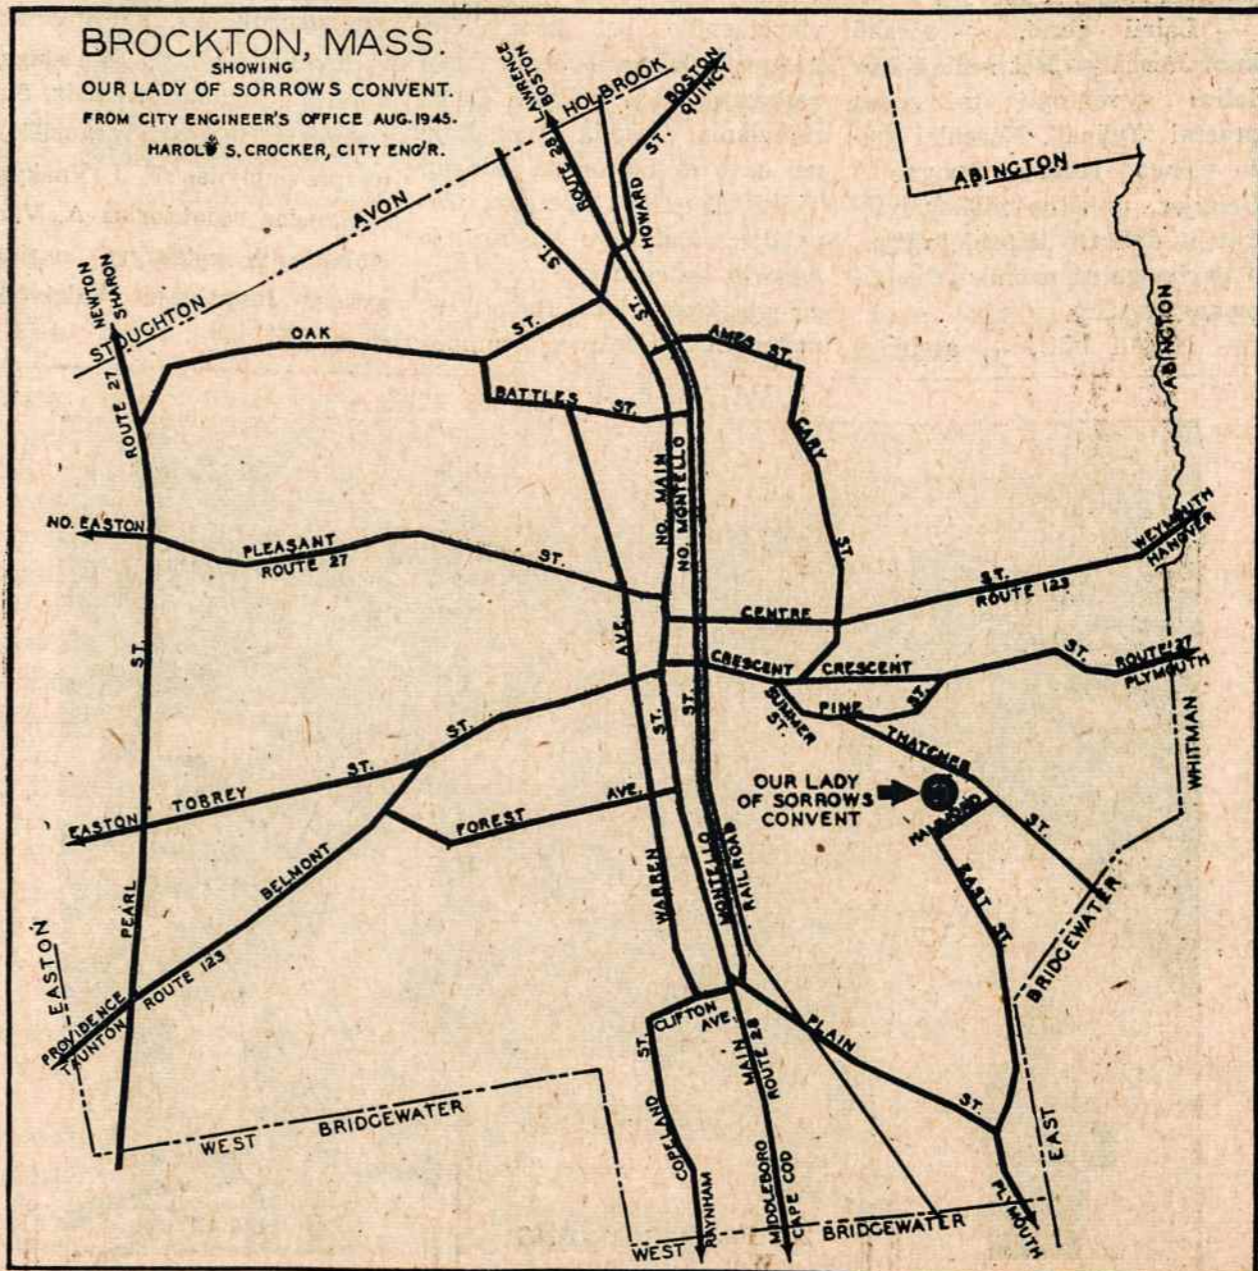 BROCKTON, MASS.
SHOWING
OUR LADY OF SORROWS CONVENT.
FROM CITY ENGINEER'S OFFICE AUG. 1945.
HAROLD S. CROCKER, CITY ENG'R.
ROUTE 28
LAWRENCE
BOSTON
HOLBROOK
BOSTON
QUINCY
HOWARD ST.
ABINGTON
ABINGTON
AVON
STOUGHTON
NEWTON
SHARON
ROUTE 27
OAK ST.
ST.
ST.
BATTLES ST.
AMES ST.
CARY ST.
NO. MAIN
NO. MONTELLO
NO. EASTON
PLEASANT ST.
ROUTE 27
CENTRE ST.
ROUTE 123
WEYMOUTH
HANOVER
CRESCENT
CRESCENT ST.
ROUTE 27
PLYMOUTH
SUMMER ST.
PINE ST.
THATCHER ST.
WHITMAN
AVE.
ST.
ST.
ST.
ST.
OUR LADY
OF SORROWS
CONVENT
EASTON
TORREY ST.
FOREST AVE.
BELMONT
ROUTE 123
PEARL
WARREN
MONTELLO
RAILROAD
EAST ST.
EAST
BRIDGEWATER
EASTON
PROVIDENCE
TAUNTON
CLIFTON AVE.
MAIN
ROUTE 28
PLAIN ST.
COPELAND ST.
WEST BRIDGEWATER
RAYNHAM
MIDDLEBORO
CAPE COD
WEST BRIDGEWATER
PLYMOUTH